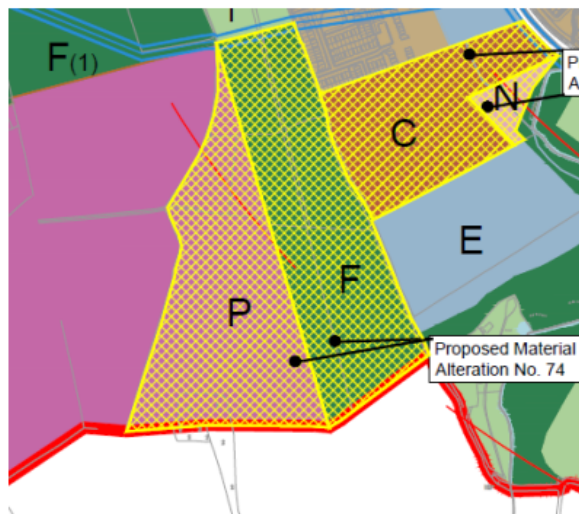 F(1)
P
A
N
C
E
F
P
Proposed Material
Alteration No. 74